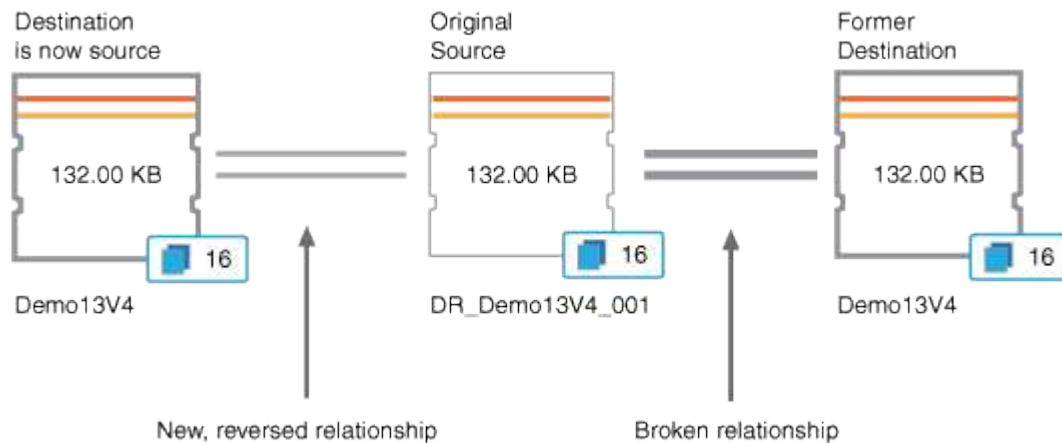 Destination
is now source
Original
Source
Former
Destination
132.00 KB
132.00 KB
132.00 KB
16
16
16
Demo13V4
DR_Demo13V4_001
Demo13V4
New, reversed relationship
Broken relationship